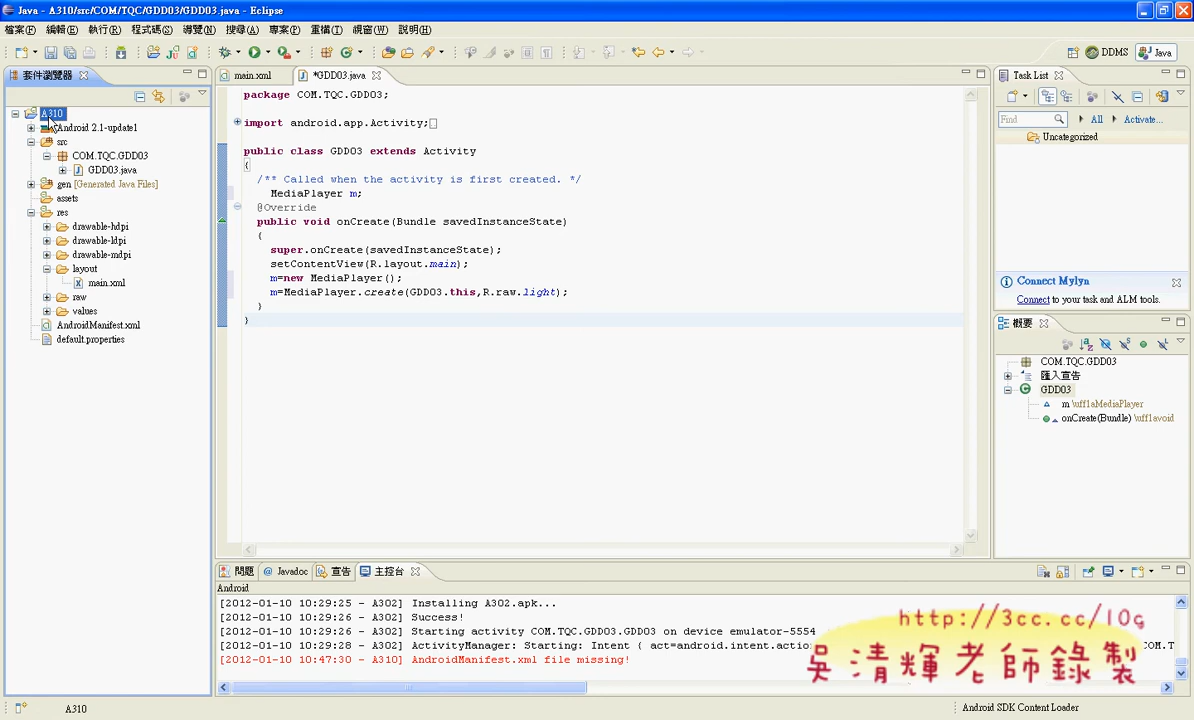 Java - A310/src/COM/TQC/GDD03/GDD03.java - Eclipse
檔案(F) 編輯(E) 執行(R) 程式碼(S) 導覽(N) 搜尋(A) 專案(P) 重構(T) 視窗(W) 說明(H)
DDMS Java
套件瀏覽器
A310
Android 2.1-update1
src
COM.TQC.GDD03
GDD03.java
gen [Generated Java Files]
assets
res
drawable-hdpi
drawable-ldpi
drawable-mdpi
layout
main.xml
raw
values
AndroidManifest.xml
default.properties
main.xml *GDD03.java
package COM.TQC.GDD03;
import android.app.Activity;
public class GDD03 extends Activity
{
/** Called when the activity is first created. */
MediaPlayer m;
@Override
public void onCreate(Bundle savedInstanceState)
{
super.onCreate(savedInstanceState);
setContentView(R.layout.main);
m=new MediaPlayer();
m=MediaPlayer.create(GDD03.this,R.raw.light);
}
}
Task List
Find All Activate...
Uncategorized
Connect Mylyn
Connect to your task and ALM tools.
概要
COM.TQC.GDD03
匯入宣告
GDD03
m \uff1aMediaPlayer
onCreate(Bundle) \uff1avoid
問題 Javadoc 宣告 主控台
Android
[2012-01-10 10:29:25 - A302] Installing A302.apk...
[2012-01-10 10:29:26 - A302] Success!
[2012-01-10 10:29:26 - A302] Starting activity COM.TQC.GDD03.GDD03 on device emulator-5554
[2012-01-10 10:29:28 - A302] ActivityManager: Starting: Intent { act=android.intent.action
[2012-01-10 10:47:30 - A310] AndroidManifest.xml file missing!
http://3cc.cc/10g
吳清輝老師錄製
A310
Android SDK Content Loader